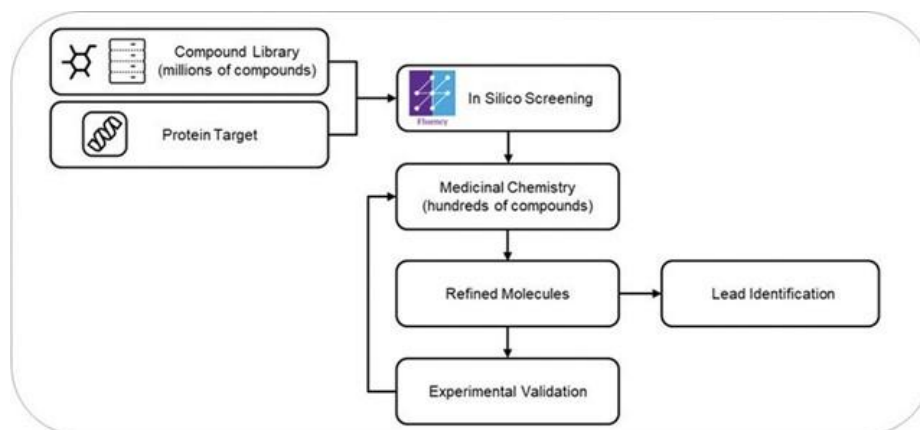 Compound Library
(millions of compounds)
Protein Target
Fluency
In Silico Screening
Medicinal Chemistry
(hundreds of compounds)
Refined Molecules
Lead Identification
Experimental Validation